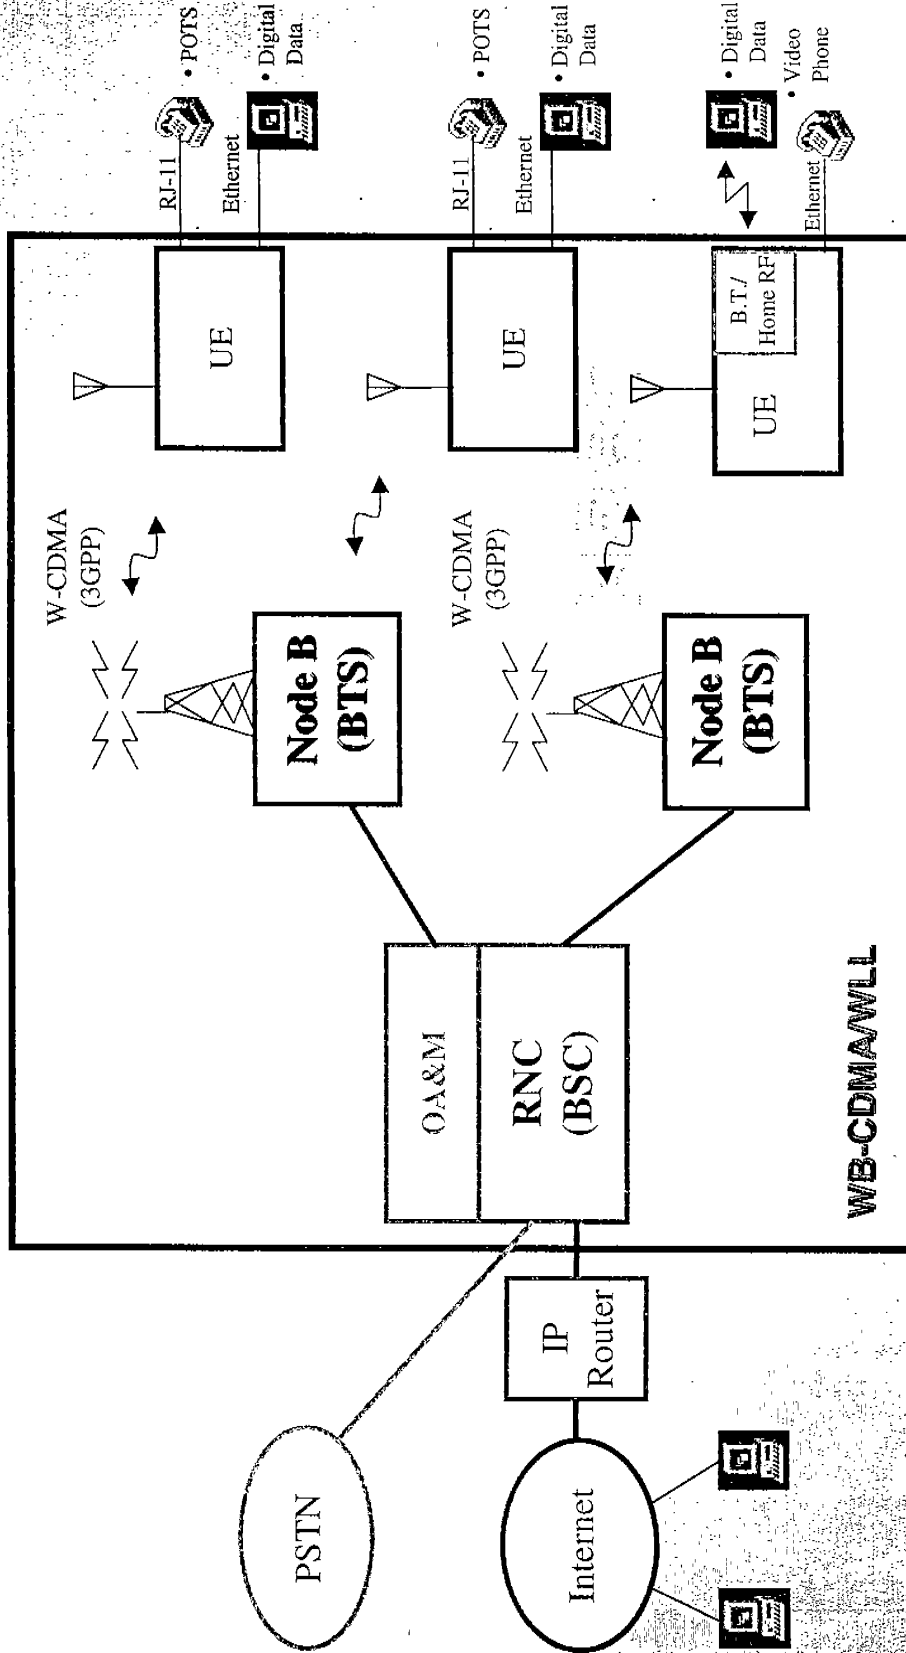 PSTN
Internet
IP
Router
OA&M
RNC
(BSC)
WB-CDMA/WLL
Node B
(BTS)
W-CDMA
(3GPP)
Node B
(BTS)
W-CDMA
(3GPP)
UE
RJ-11
• POTS
Ethernet
• Digital
Data
UE
RJ-11
• POTS
Ethernet
• Digital
Data
UE
B.T./
Home RF
• Digital
Data
Ethernet
• Video
Phone